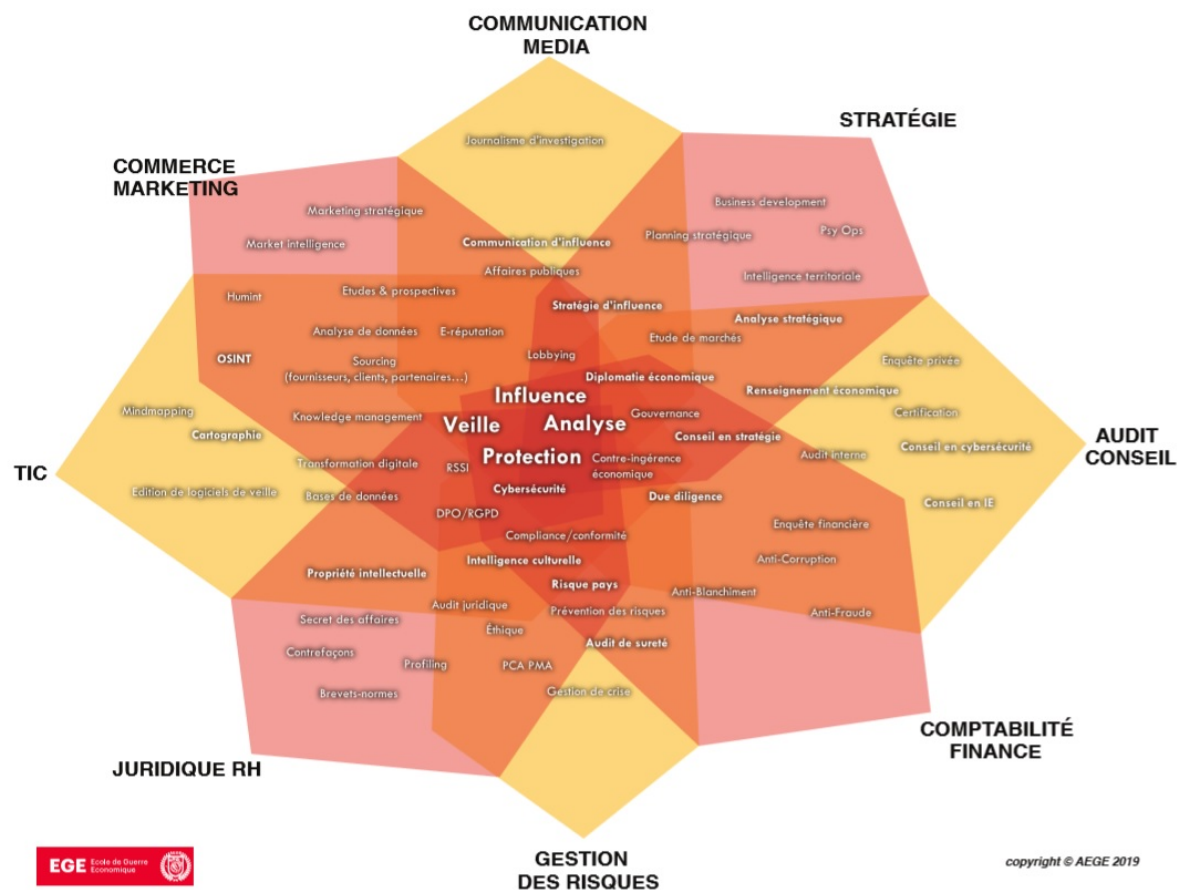 COMMUNICATION
MEDIA
STRATÉGIE
COMMERCE
MARKETING
Journalisme d'investigation
Business development
Marketing stratégique
Planning stratégique
Psy Ops
Market intelligence
Communication d'influence
Affaires publiques
Intelligence territoriale
Humint
Etudes & prospectives
Stratégie d'influence
Analyse stratégique
Analyse de données
E-réputation
Etude de marchés
OSINT
Sourcing
(fournisseurs, clients, partenaires...)
Lobbying
Enquête privée
Diplomatie économique
Renseignement économique
Influence
Mindmapping
Knowledge management
Gouvernance
Certification
Veille
Analyse
Cartographie
Conseil en stratégie
Conseil en cybersécurité
AUDIT
CONSEIL
TIC
Transformation digitale
RSSI
Protection
Contre-ingérence
économique
Audit interne
Edition de logiciels de veille
Bases de données
Cybersécurité
Due diligence
Conseil en IE
DPO/RGPD
Enquête financière
Compliance/conformité
Intelligence culturelle
Anti-Corruption
Propriété intellectuelle
Risque pays
Anti-Blanchiment
Audit juridique
Prévention des risques
Anti-Fraude
Secret des affaires
Éthique
Audit de sureté
Contrefaçons
Profiling
PCA PMA
Brevets-normes
Gestion de crise
COMPTABILITÉ
FINANCE
JURIDIQUE RH
GESTION
DES RISQUES
EGE
Ecole de Guerre
Economique
copyright © AEGE 2019